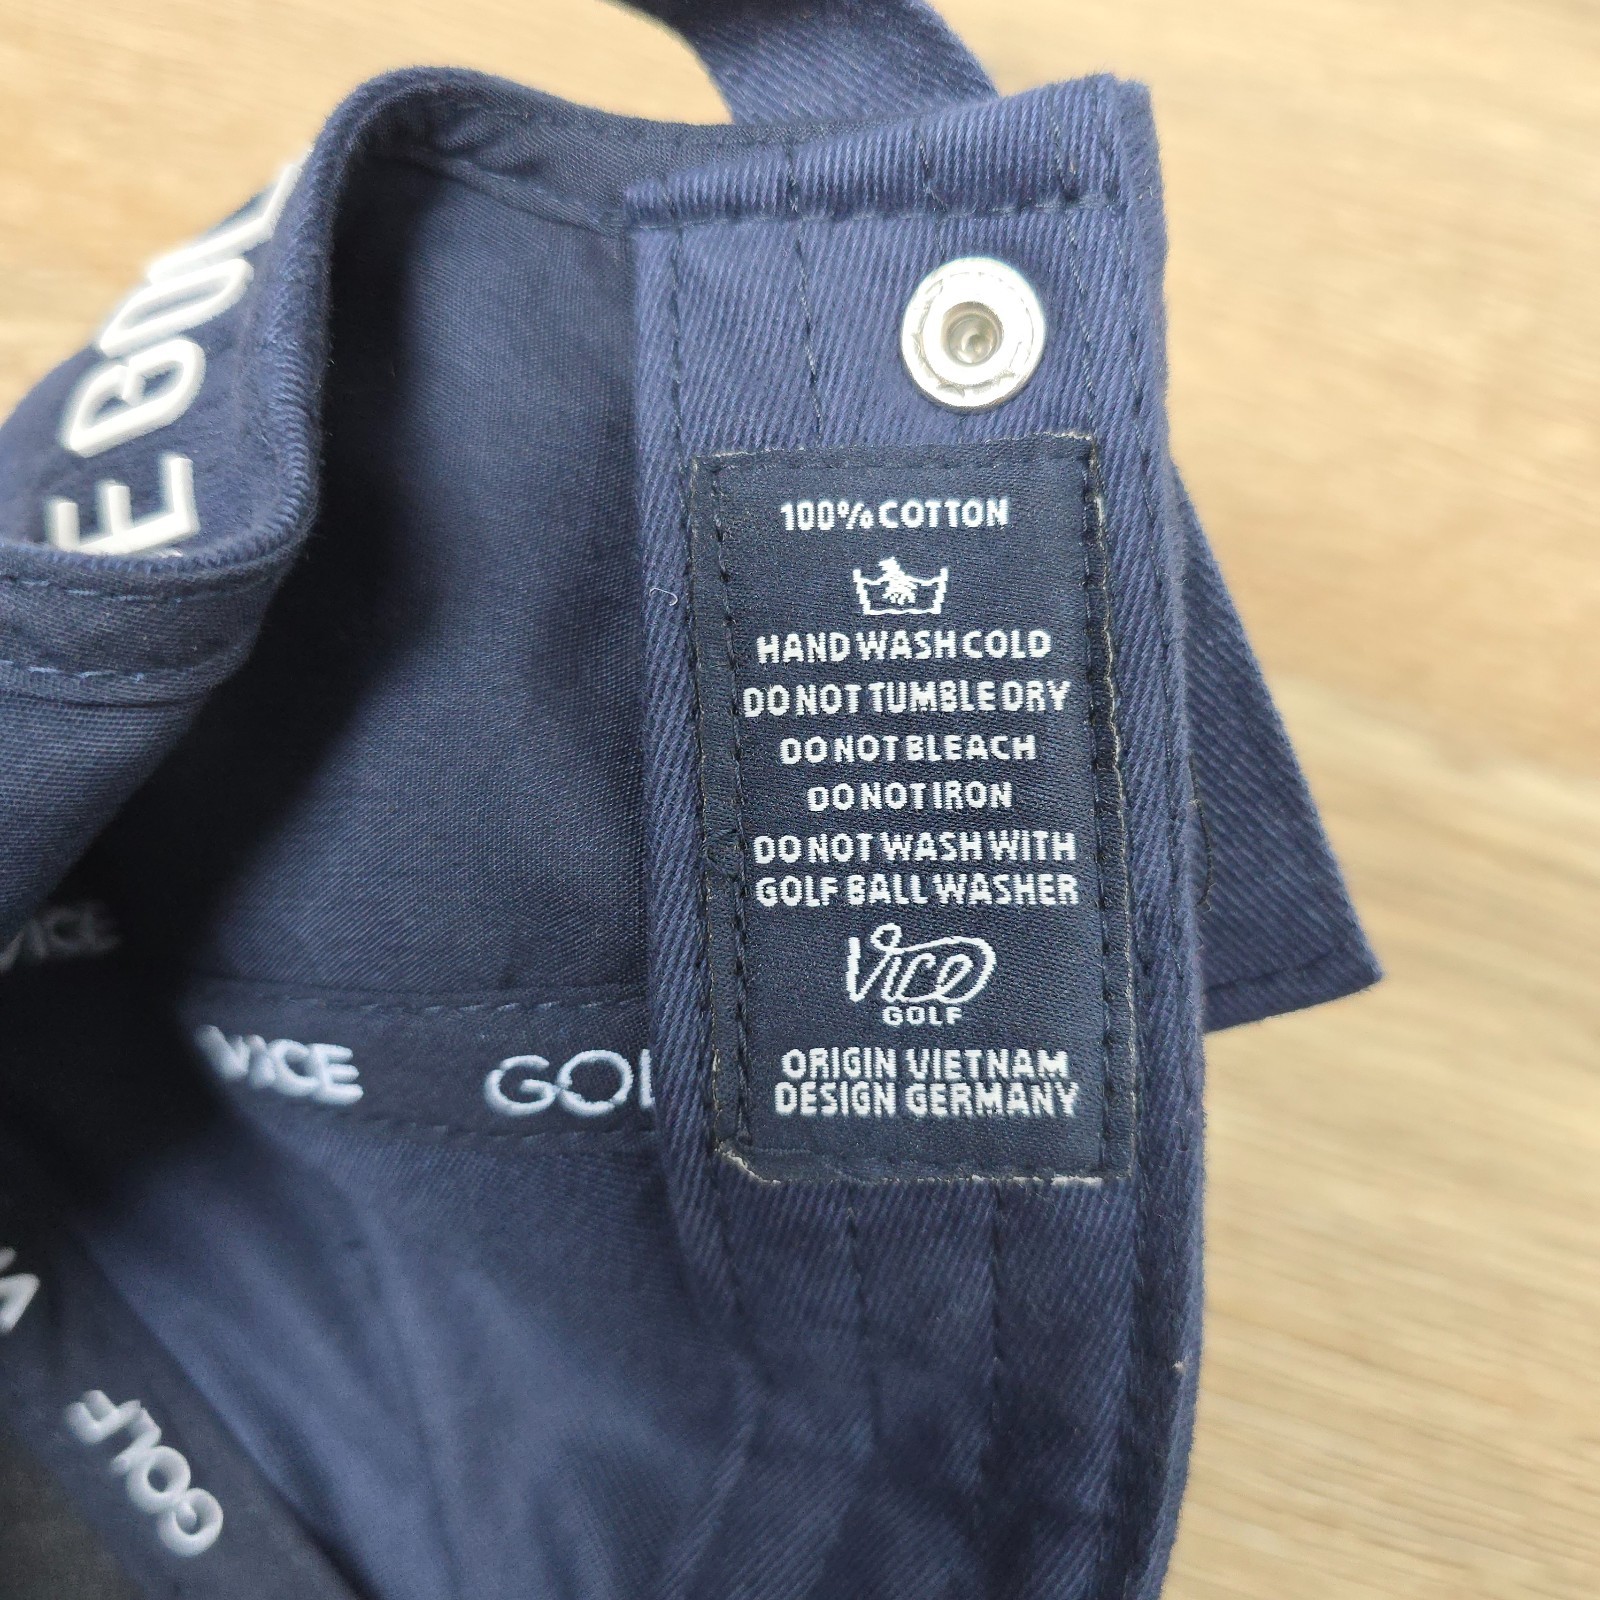 100% COTTON
HAND WASH COLD
DO NOT TUMBLE DRY
DO NOT BLEACH
DO NOT IRON
DO NOT WASH WITH
GOLF BALL WASHER
Vice
GOLF
ORIGIN VIETNAM
DESIGN GERMANY
VICE
VICE GOL
GOLF